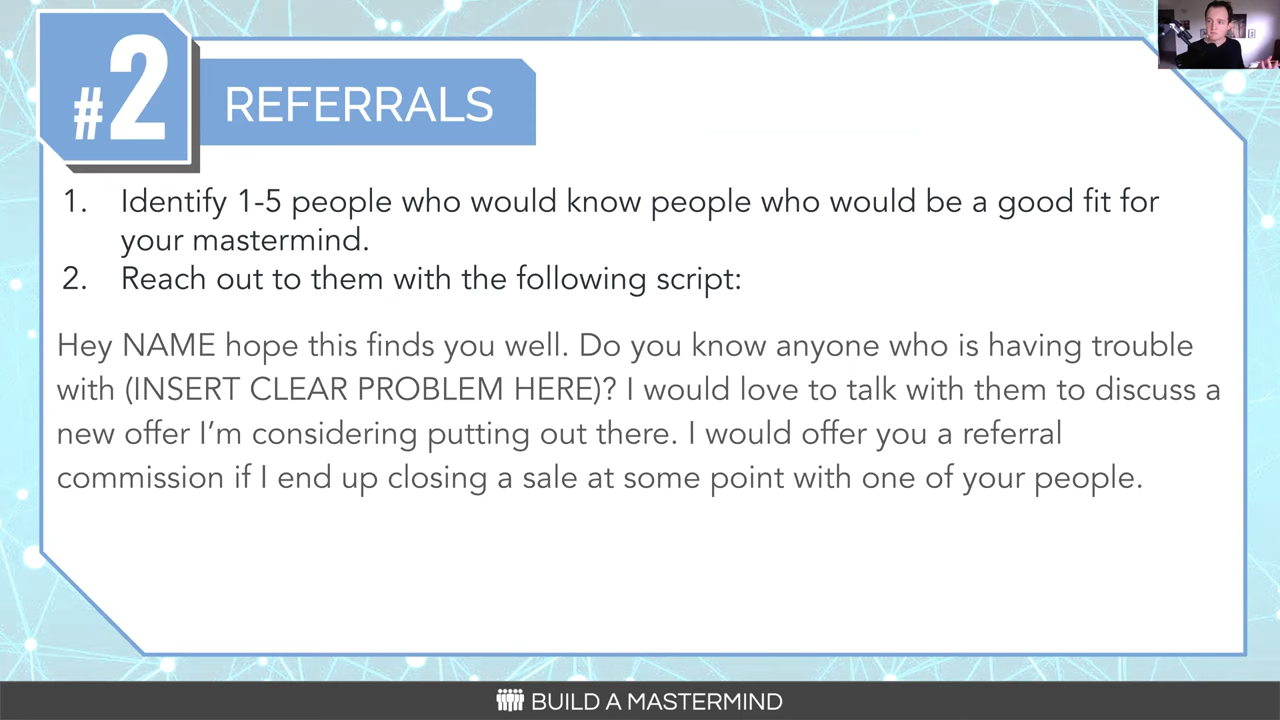 #2
REFERRALS
1. Identify 1-5 people who would know people who would be a good fit for
your mastermind.
2. Reach out to them with the following script:
Hey NAME hope this finds you well. Do you know anyone who is having trouble
with (INSERT CLEAR PROBLEM HERE)? I would love to talk with them to discuss a
new offer I’m considering putting out there. I would offer you a referral
commission if I end up closing a sale at some point with one of your people.
BUILD A MASTERMIND